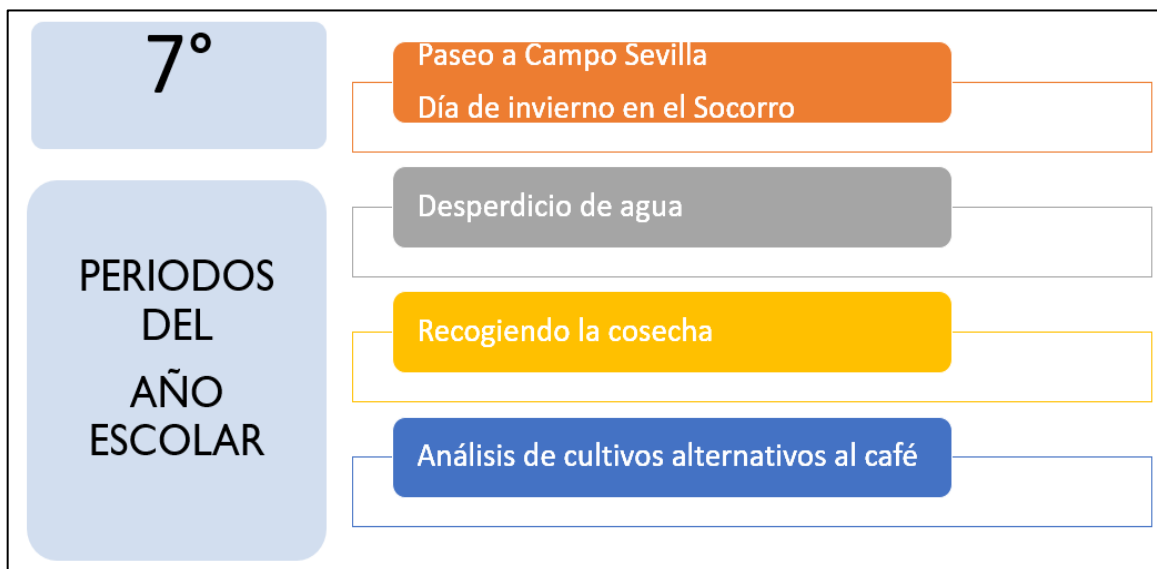 7°
PERIODOS
DEL
AÑO
ESCOLAR
Paseo a Campo Sevilla
Día de invierno en el Socorro
Desperdicio de agua
Recogiendo la cosecha
Análisis de cultivos alternativos al café